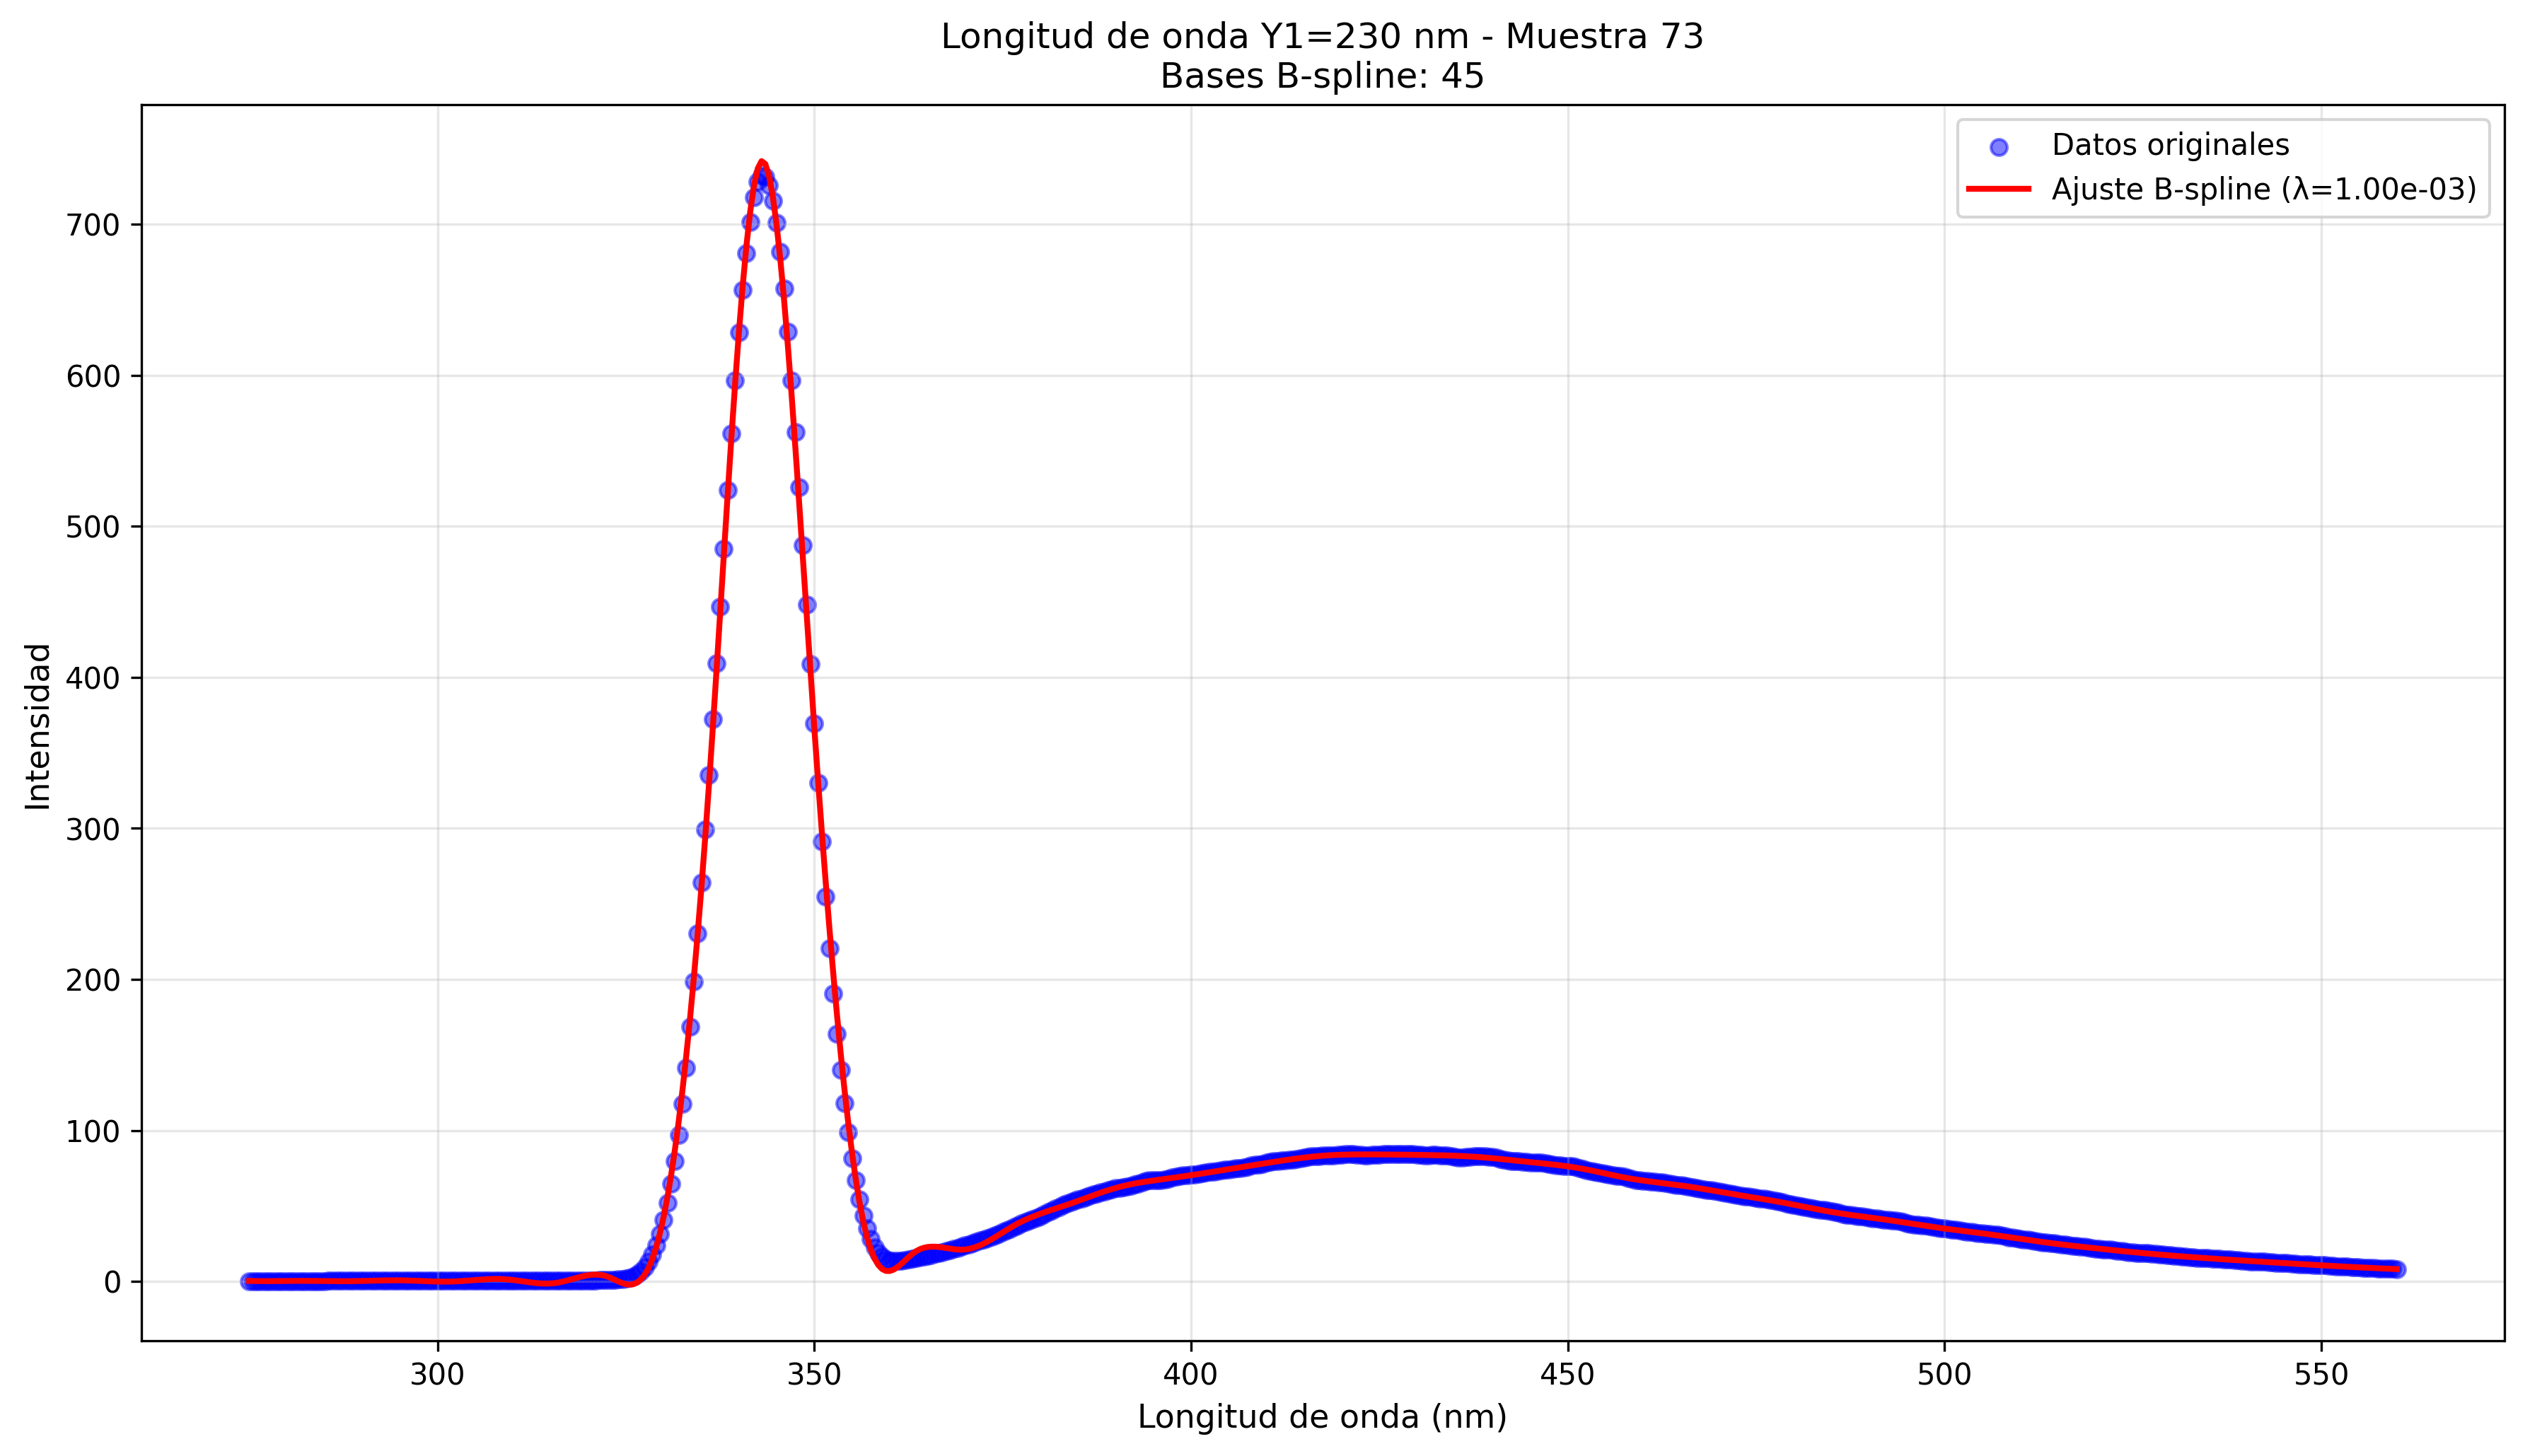 Longitud de onda Y1=230 nm - Muestra 73
Bases B-spline: 45
Datos originales
Ajuste B-spline (λ=1.00e-03)
Intensidad
700
600
500
400
300
200
100
0
300 350 400 450 500 550
Longitud de onda (nm)